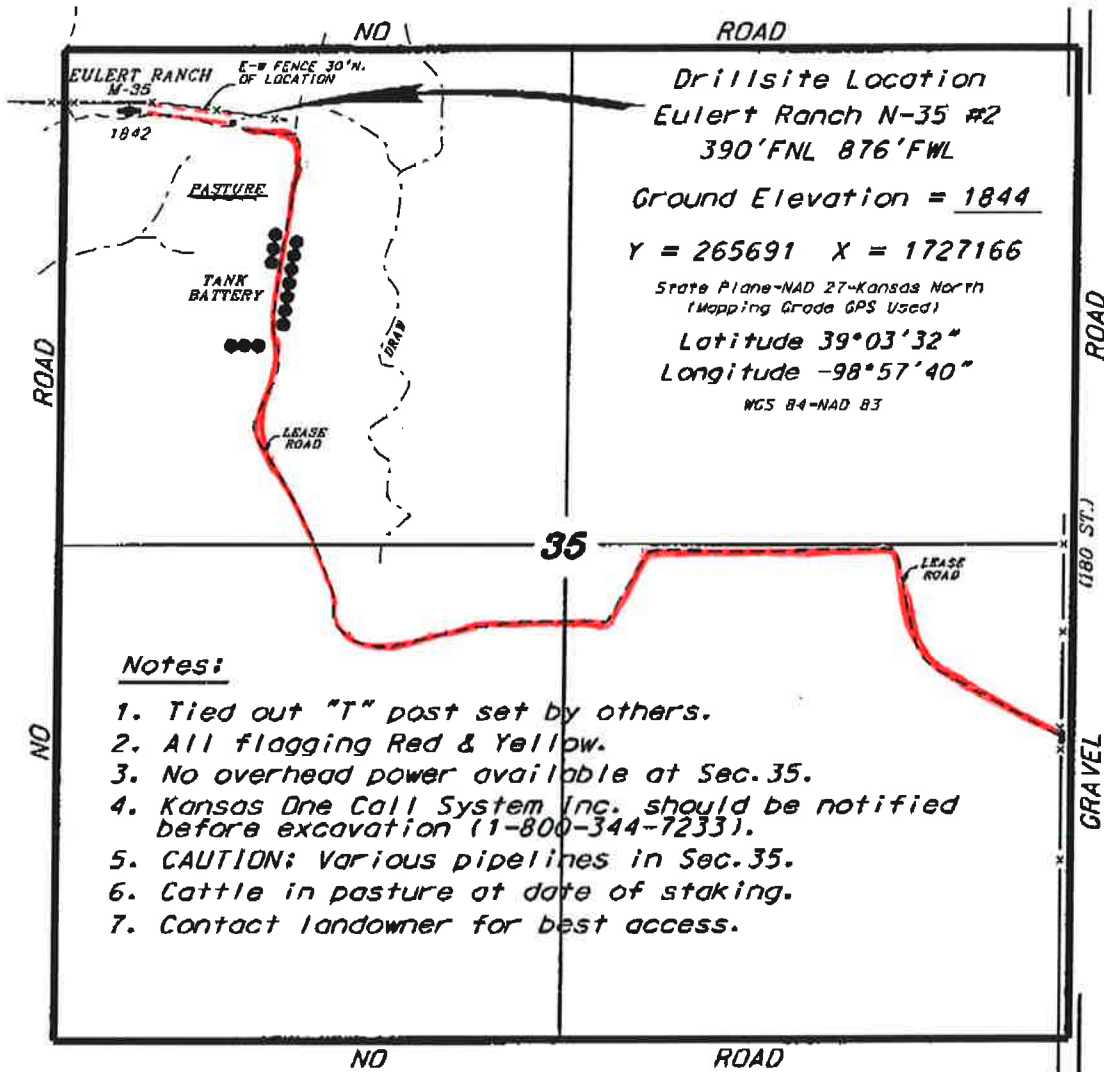 NO ROAD
EULERT RANCH
M-35
E-W FENCE 30'N.
OF LOCATION
1842
PASTURE
TANK
BATTERY
DRAW
LEASE
ROAD
Drillsite Location
Eulert Ranch N-35 #2
390'FNL 876'FWL
Ground Elevation = 1844
Y = 265691 X = 1727166
State Plane-NAD 27-Kansas North
(Mapping Grade GPS Used)
Latitude 39°03'32"
Longitude -98°57'40"
WGS 84-NAD 83
NO ROAD
35
LEASE
ROAD
GRAVEL (180 ST.) ROAD
Notes:
1. Tied out "T" post set by others.
2. All flagging Red & Yellow.
3. No overhead power available at Sec.35.
4. Kansas One Call System Inc. should be notified
before excavation (1-800-344-7233).
5. CAUTION: Various pipelines in Sec.35.
6. Cattle in pasture at date of staking.
7. Contact landowner for best access.
NO ROAD